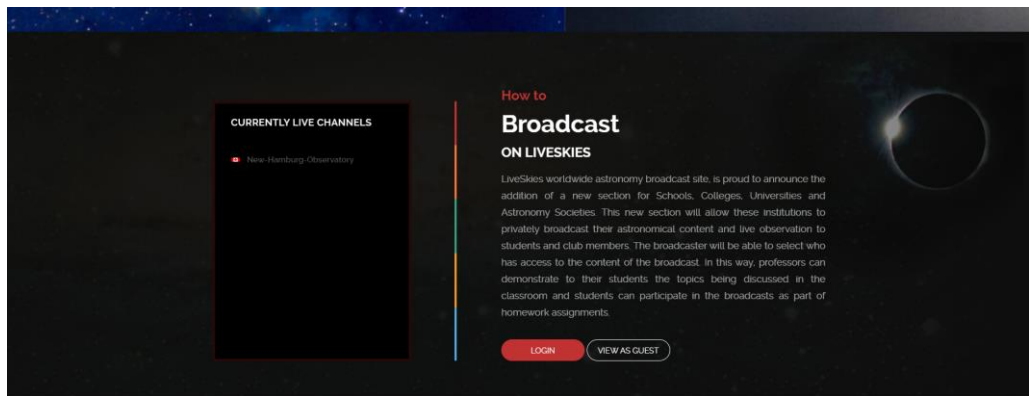 CURRENTLY LIVE CHANNELS
New-Hamburg-Observatory
How to
Broadcast
ON LIVESKIES
LiveSkies worldwide astronomy broadcast site, is proud to announce the
addition of a new section for Schools, Colleges, Universities and
Astronomy Societies. This new section will allow these institutions to
privately broadcast their astronomical content and live observation to
students and club members. The broadcaster will be able to select who
has access to the content of the broadcast. In this way, professors can
demonstrate to their students the topics being discussed in the
classroom and students can participate in the broadcasts as part of
homework assignments.
LOGIN
VIEW AS GUEST